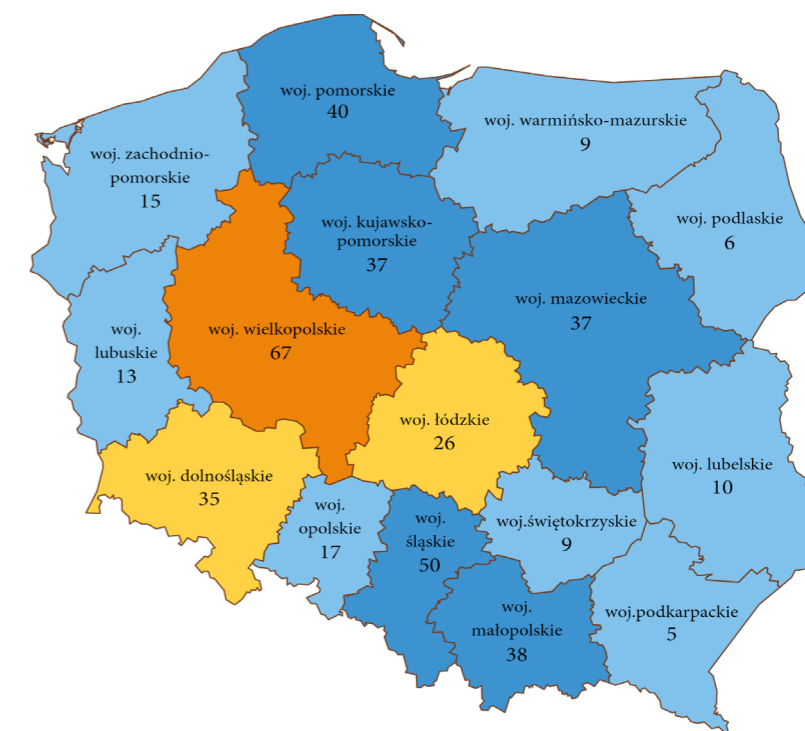 woj. pomorskie
40
woj. warmińsko-mazurskie
9
woj. zachodnio-
pomorskie
15
woj. kujawsko-
pomorskie
37
woj. podlaskie
6
woj. mazowieckie
37
woj. wielkopolskie
67
woj.
lubuskie
13
woj. łódzkie
26
woj. dolnośląskie
35
woj. lubelskie
10
woj.
opolskie
17
woj.
śląskie
50
woj.świętokrzyskie
9
woj.
małopolskie
38
woj.podkarpackie
5